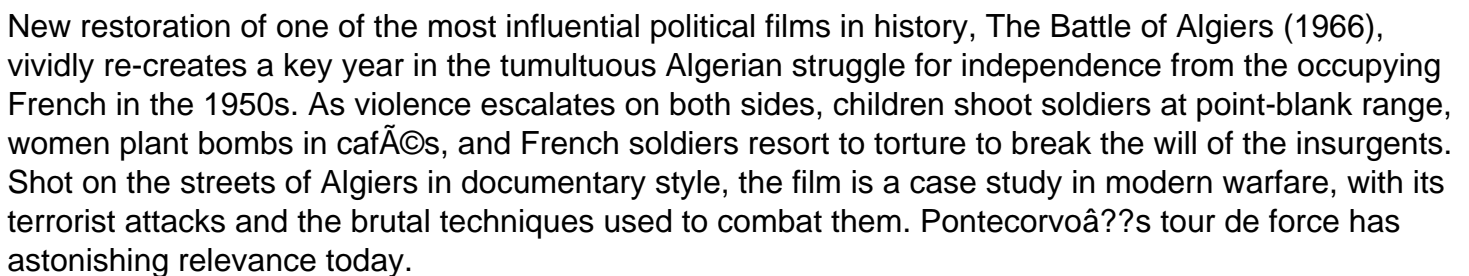 New restoration of one of the most influential political films in history, The Battle of Algiers (1966),
vividly re-creates a key year in the tumultuous Algerian struggle for independence from the occupying
French in the 1950s. As violence escalates on both sides, children shoot soldiers at point-blank range,
women plant bombs in cafÃ©s, and French soldiers resort to torture to break the will of the insurgents.
Shot on the streets of Algiers in documentary style, the film is a case study in modern warfare, with its
terrorist attacks and the brutal techniques used to combat them. Pontecorvoâ??s tour de force has
astonishing relevance today.